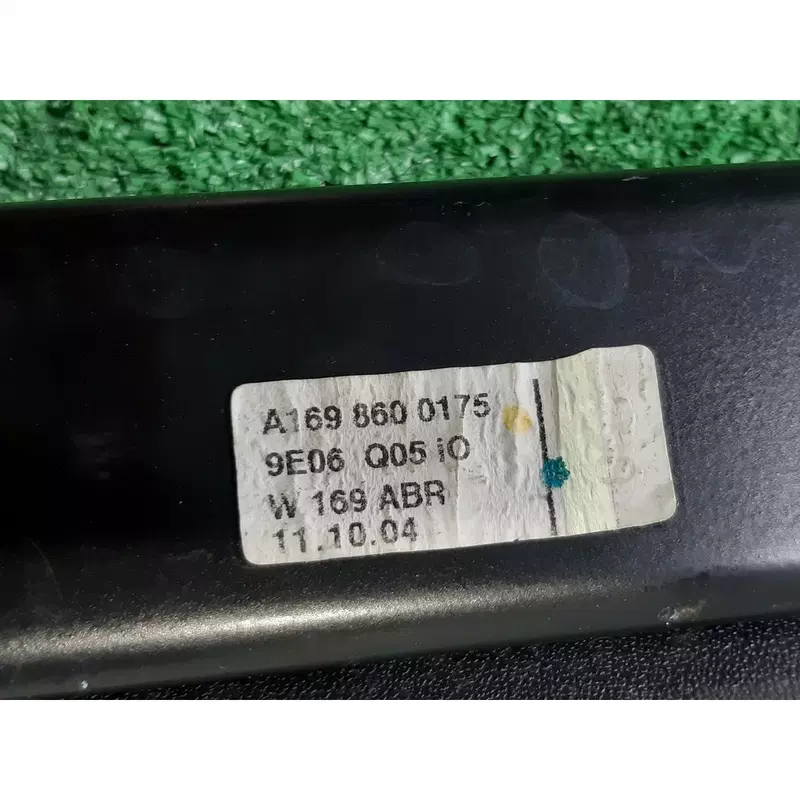 A169 860 0175
9E06 Q05 iO
W 169 ABR
11.10.04